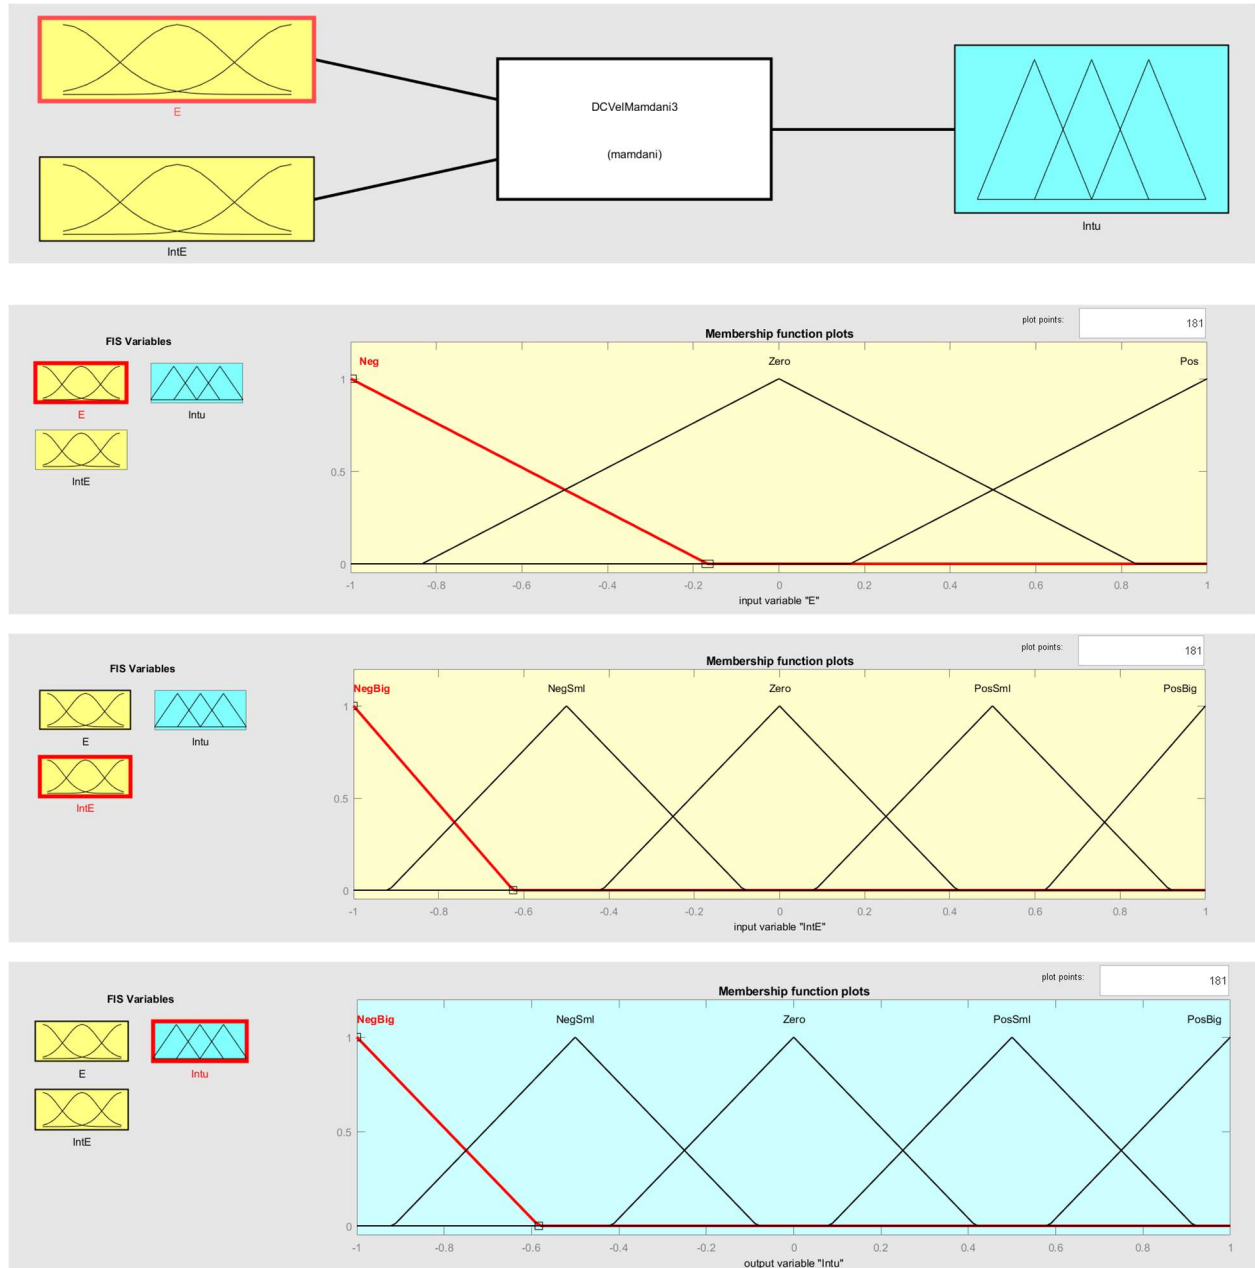 E
DCVelMamdani3
(mamdani)
IntE
Intu
plot points: 181
FIS Variables
Membership function plots
E
Intu
IntE
Neg Zero Pos
1
0.5
0
-1 -0.8 -0.6 -0.4 -0.2 0 0.2 0.4 0.6 0.8 1
input variable "E"
plot points: 181
FIS Variables
Membership function plots
E
Intu
IntE
NegBig NegSml Zero PosSml PosBig
1
0.5
0
-1 -0.8 -0.6 -0.4 -0.2 0 0.2 0.4 0.6 0.8 1
input variable "IntE"
plot points: 181
FIS Variables
Membership function plots
E
Intu
IntE
NegBig NegSml Zero PosSml PosBig
1
0.5
0
-1 -0.8 -0.6 -0.4 -0.2 0 0.2 0.4 0.6 0.8 1
output variable "Intu"